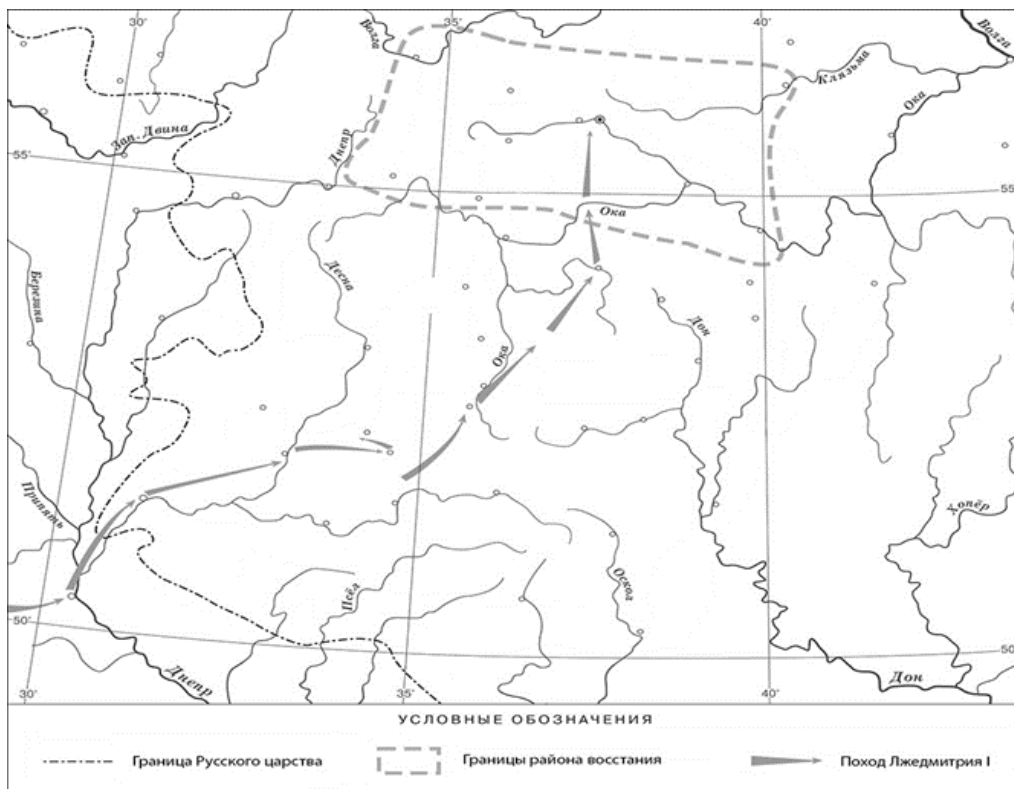 30°
35°
40°
Волга
Волга
Клязьма
Ока
Зап. Двина
Днепр
55°
55°
Ока
Березина
Десна
Дон
Ока
Припять
Хопёр
Псёл
Оскол
50°
50°
Днепр
Дон
30°
35°
40°
УСЛОВНЫЕ ОБОЗНАЧЕНИЯ
Граница Русского царства
Границы района восстания
Поход Лжедмитрия I